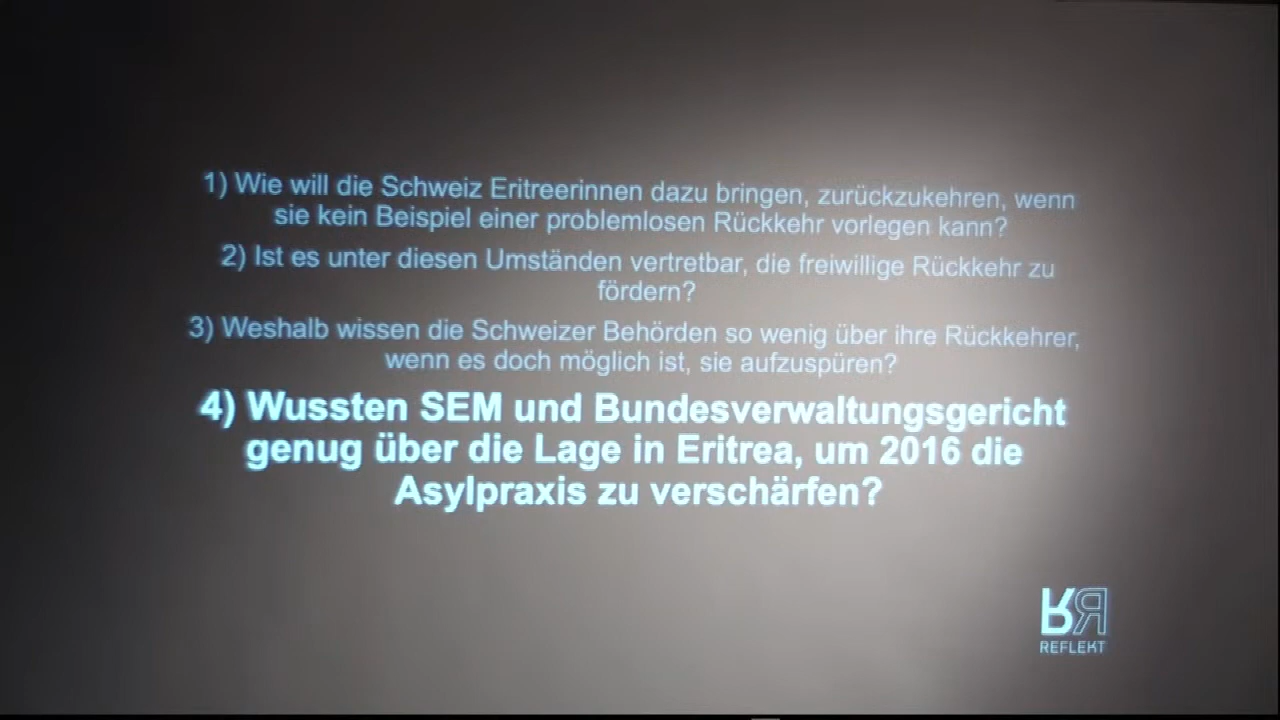 1) Wie will die Schweiz Eritreerinnen dazu bringen, zurückzukehren, wenn
sie kein Beispiel einer problemlosen Rückkehr vorlegen kann?
2) Ist es unter diesen Umständen vertretbar, die freiwillige Rückkehr zu
fördern?
3) Weshalb wissen die Schweizer Behörden so wenig über ihre Rückkehrer,
wenn es doch möglich ist, sie aufzuspüren?
4) Wussten SEM und Bundesverwaltungsgericht
genug über die Lage in Eritrea, um 2016 die
Asylpraxis zu verschärfen?
RR
REFLEKT